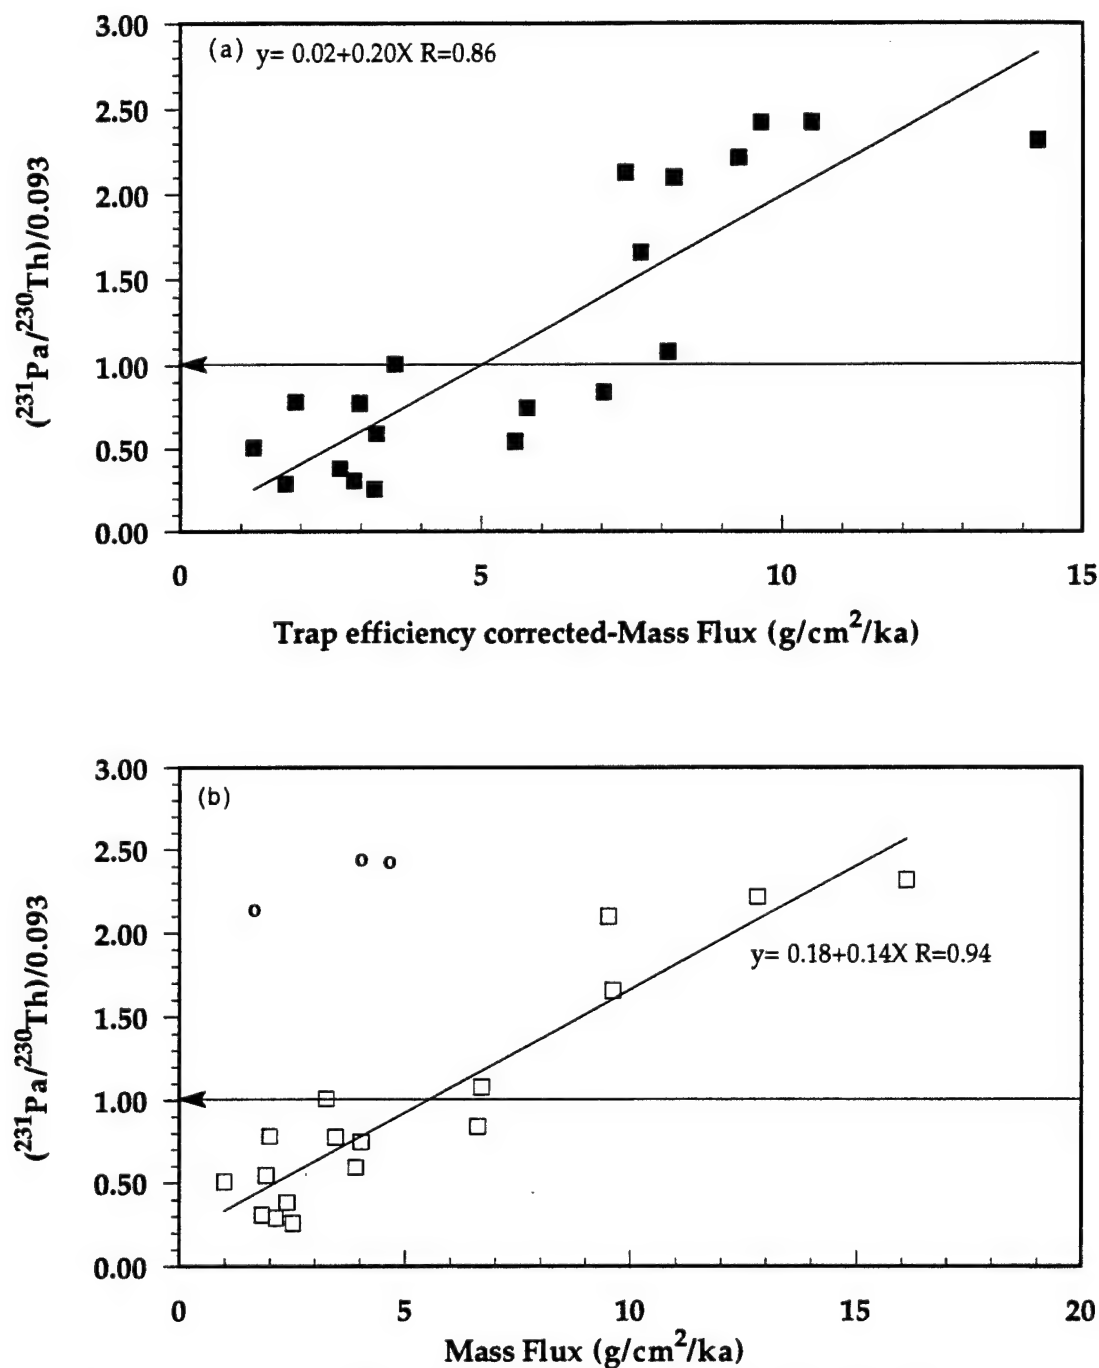 3.00
(a) y= 0.02+0.20X R=0.86
2.50
2.00
1.50
1.00
0.50
0.00
(²³¹Pa/²³⁰Th)/0.093
0 5 10 15
Trap efficiency corrected-Mass Flux (g/cm²/ka)
3.00
(b)
2.50
2.00
1.50
1.00
0.50
0.00
(²³¹Pa/²³⁰Th)/0.093
y= 0.18+0.14X R=0.94
0 5 10 15 20
Mass Flux (g/cm²/ka)